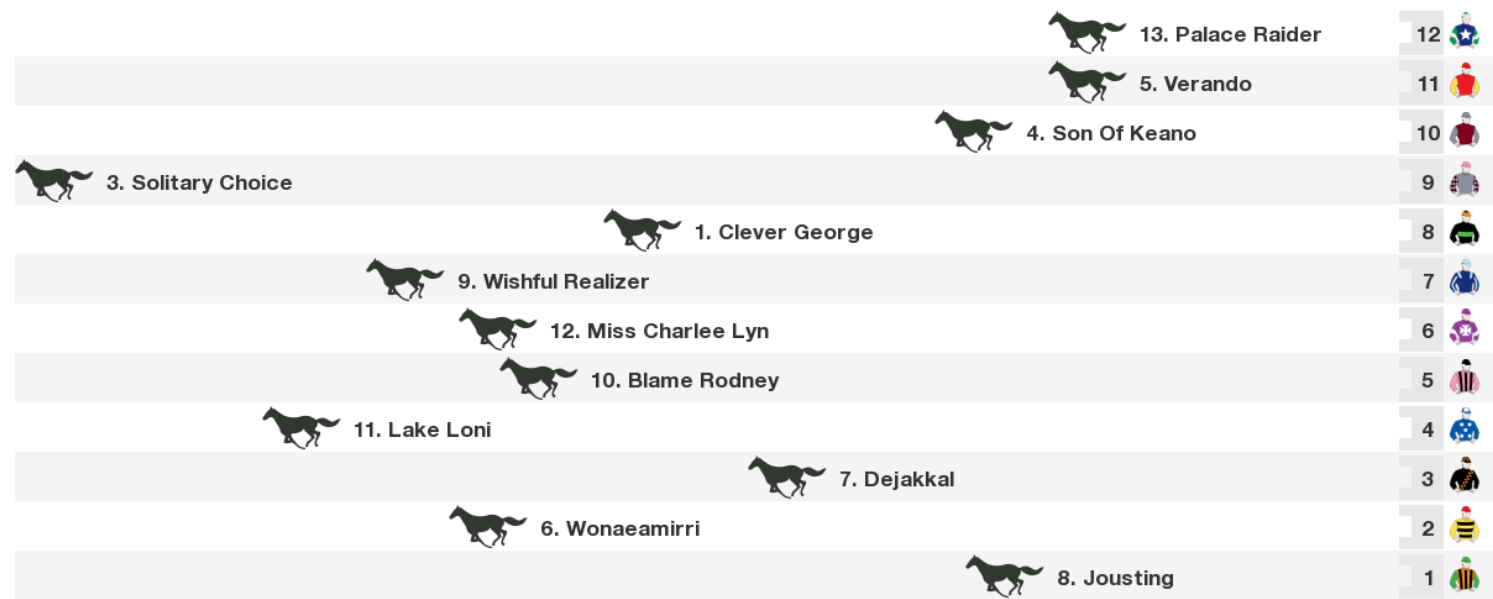 13. Palace Raider 12
5. Verando 11
4. Son Of Keano 10
3. Solitary Choice 9
1. Clever George 8
9. Wishful Realizer 7
12. Miss Charlee Lyn 6
10. Blame Rodney 5
11. Lake Loni 4
7. Dejakkal 3
6. Wonaeamirri 2
8. Jousting 1